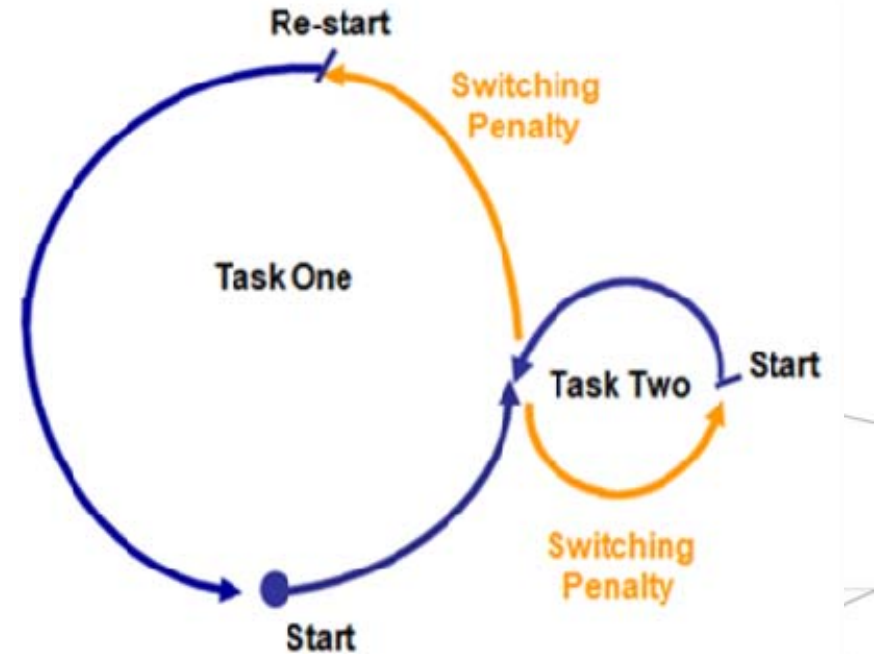 Re-start
Switching
Penalty
Task One
Task Two
Start
Switching
Penalty
Start